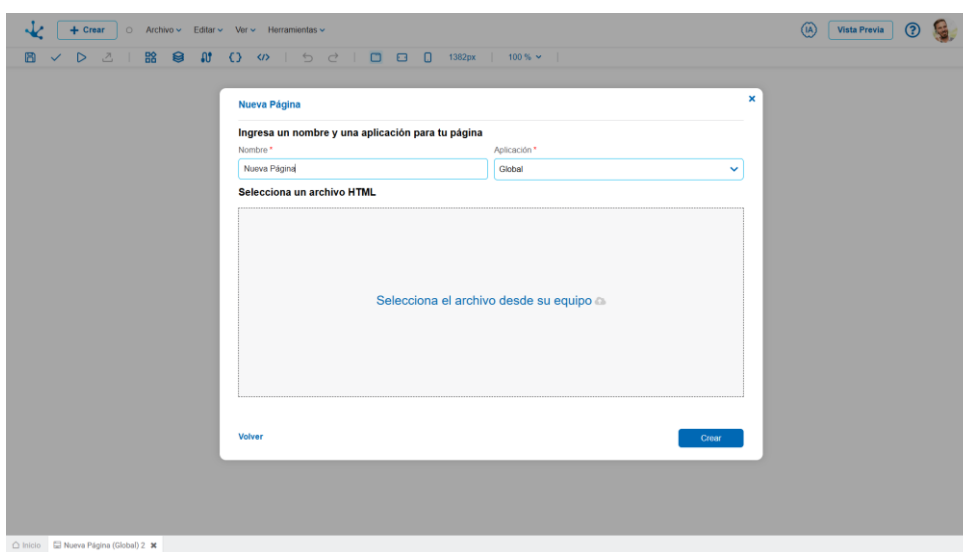 + Crear Archivo Editar Ver Herramientas IA Vista Previa ?
1382px 100 %
Nueva Página ×
Ingresa un nombre y una aplicación para tu página
Nombre * Aplicación *
Nueva Página Global
Selecciona un archivo HTML
Selecciona el archivo desde su equipo
Volver Crear
Inicio Nueva Página (Global) 2 ×